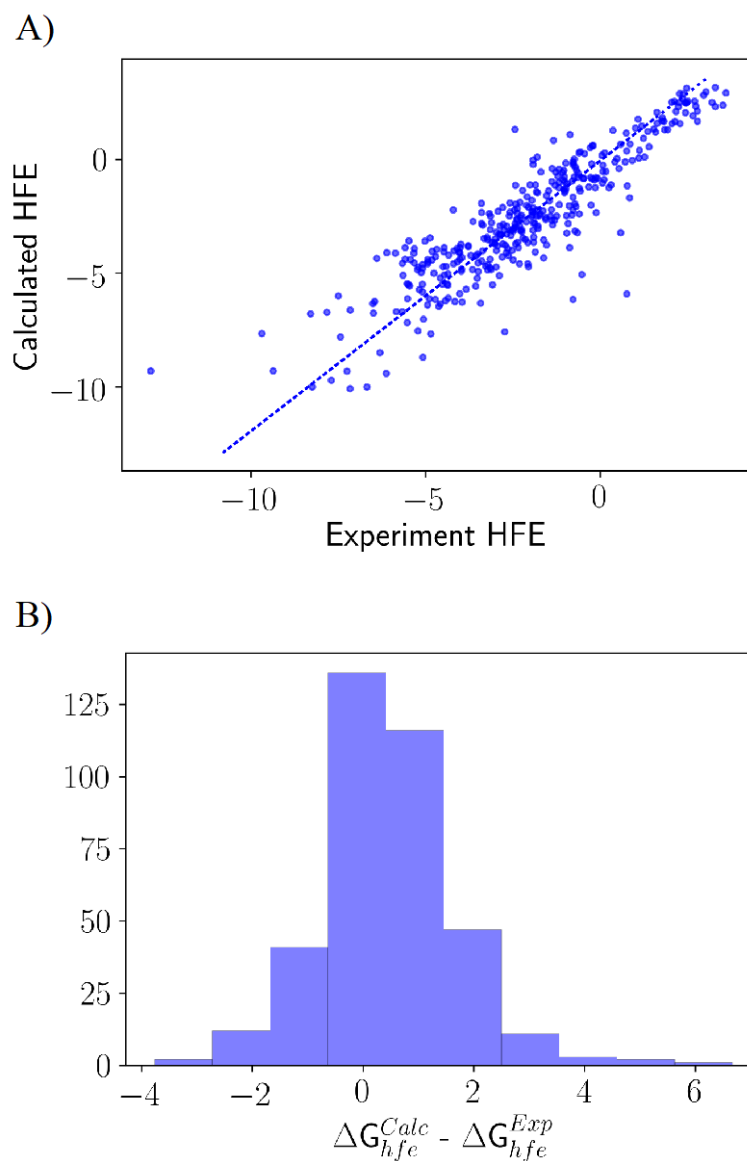 A)
0
−5
−10
Calculated HFE
−10 −5 0
Experiment HFE
B)
125
100
75
50
25
0
−4 −2 0 2 4 6
ΔG^{Calc}_{hfe} - ΔG^{Exp}_{hfe}